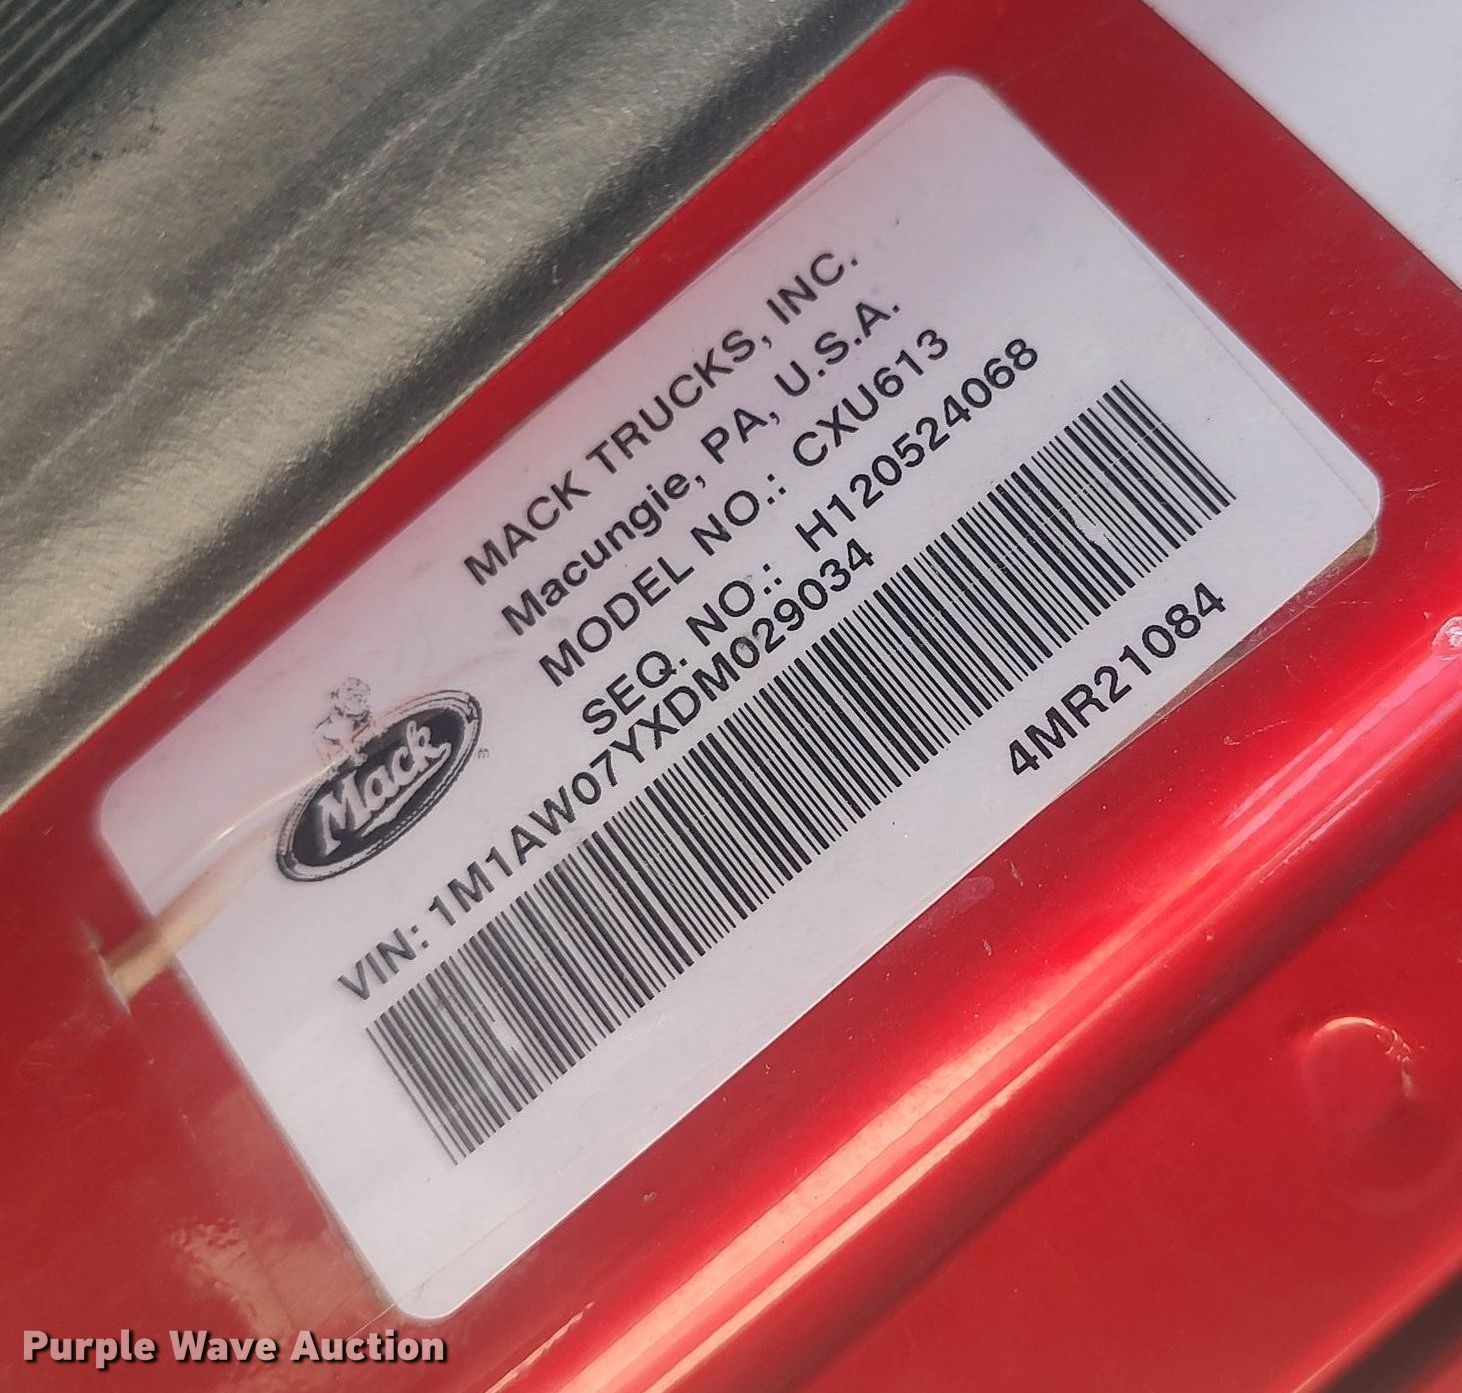 MACK TRUCKS, INC.
Macungie, PA, U.S.A.
MODEL NO.: CXU613
SEQ. NO.: H120524068
Mack®
VIN: 1M1AW07YXDM029034
4MR21084
Purple Wave Auction